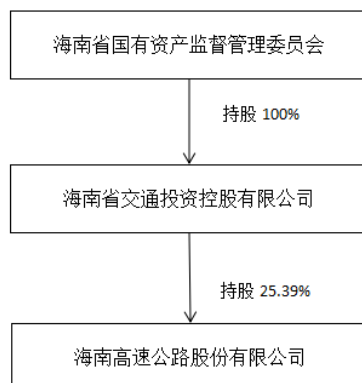 海南省国有资产监督管理委员会
持股 100%
海南省交通投资控股有限公司
持股 25.39%
海南高速公路股份有限公司